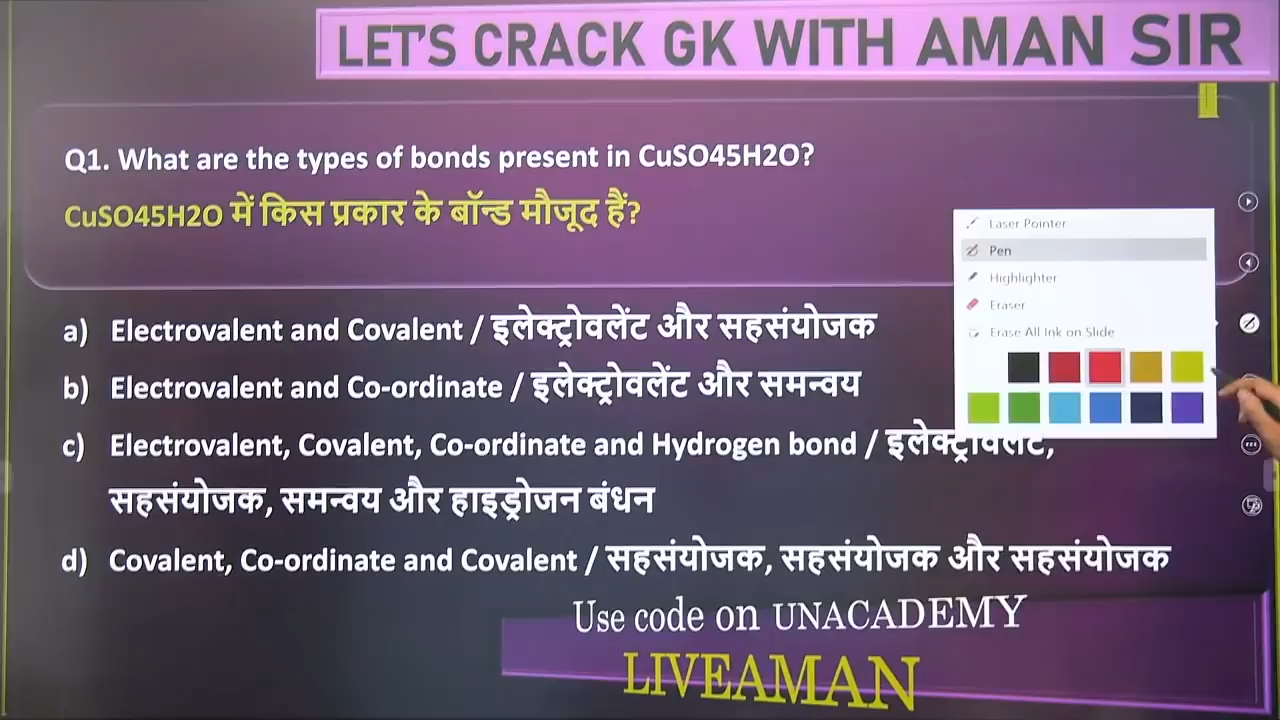 LET'S CRACK GK WITH AMAN SIR
Q1. What are the types of bonds present in CuSO45H2O?
CuSO45H2O में किस प्रकार के बॉन्ड मौजूद हैं?
Laser Pointer
Pen
Highlighter
Eraser
Erase All Ink on Slide
a) Electrovalent and Covalent / इलेक्ट्रोवलेंट और सहसंयोजक
b) Electrovalent and Co-ordinate / इलेक्ट्रोवलेंट और समन्वय
c) Electrovalent, Covalent, Co-ordinate and Hydrogen bond / इलेक्ट्रोवलेंट,
सहसंयोजक, समन्वय और हाइड्रोजन बंधन
d) Covalent, Co-ordinate and Covalent / सहसंयोजक, सहसंयोजक और सहसंयोजक
Use code on UNACADEMY
LIVEAMAN